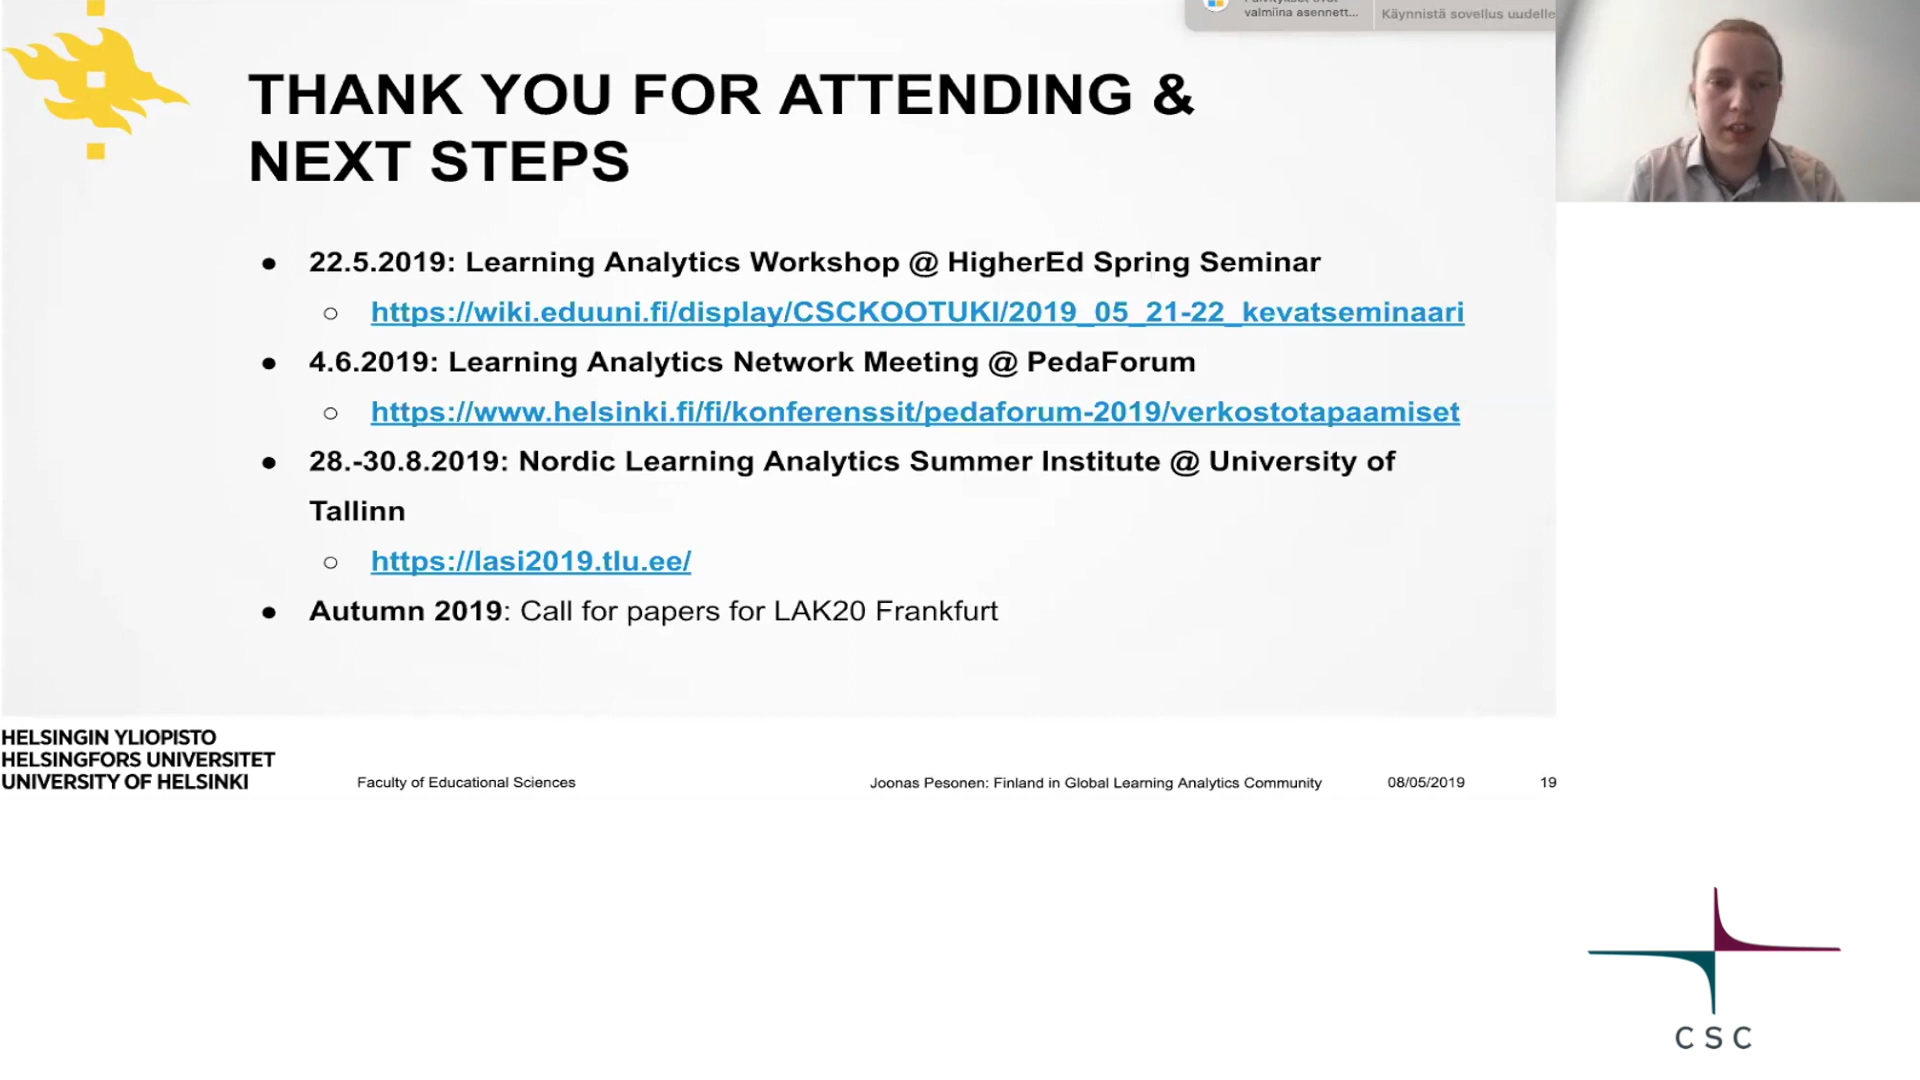 valmiina asennett...
Käynnistä sovellus uudelle
THANK YOU FOR ATTENDING &
NEXT STEPS
● 22.5.2019: Learning Analytics Workshop @ HigherEd Spring Seminar
○ https://wiki.eduuni.fi/display/CSCKOOTUKI/2019_05_21-22_kevatseminaari
● 4.6.2019: Learning Analytics Network Meeting @ PedaForum
○ https://www.helsinki.fi/fi/konferenssit/pedaforum-2019/verkostotapaamiset
● 28.-30.8.2019: Nordic Learning Analytics Summer Institute @ University of
Tallinn
○ https://lasi2019.tlu.ee/
● Autumn 2019: Call for papers for LAK20 Frankfurt
HELSINGIN YLIOPISTO
HELSINGFORS UNIVERSITET
UNIVERSITY OF HELSINKI
Faculty of Educational Sciences
Joonas Pesonen: Finland in Global Learning Analytics Community
08/05/2019
19
CSC